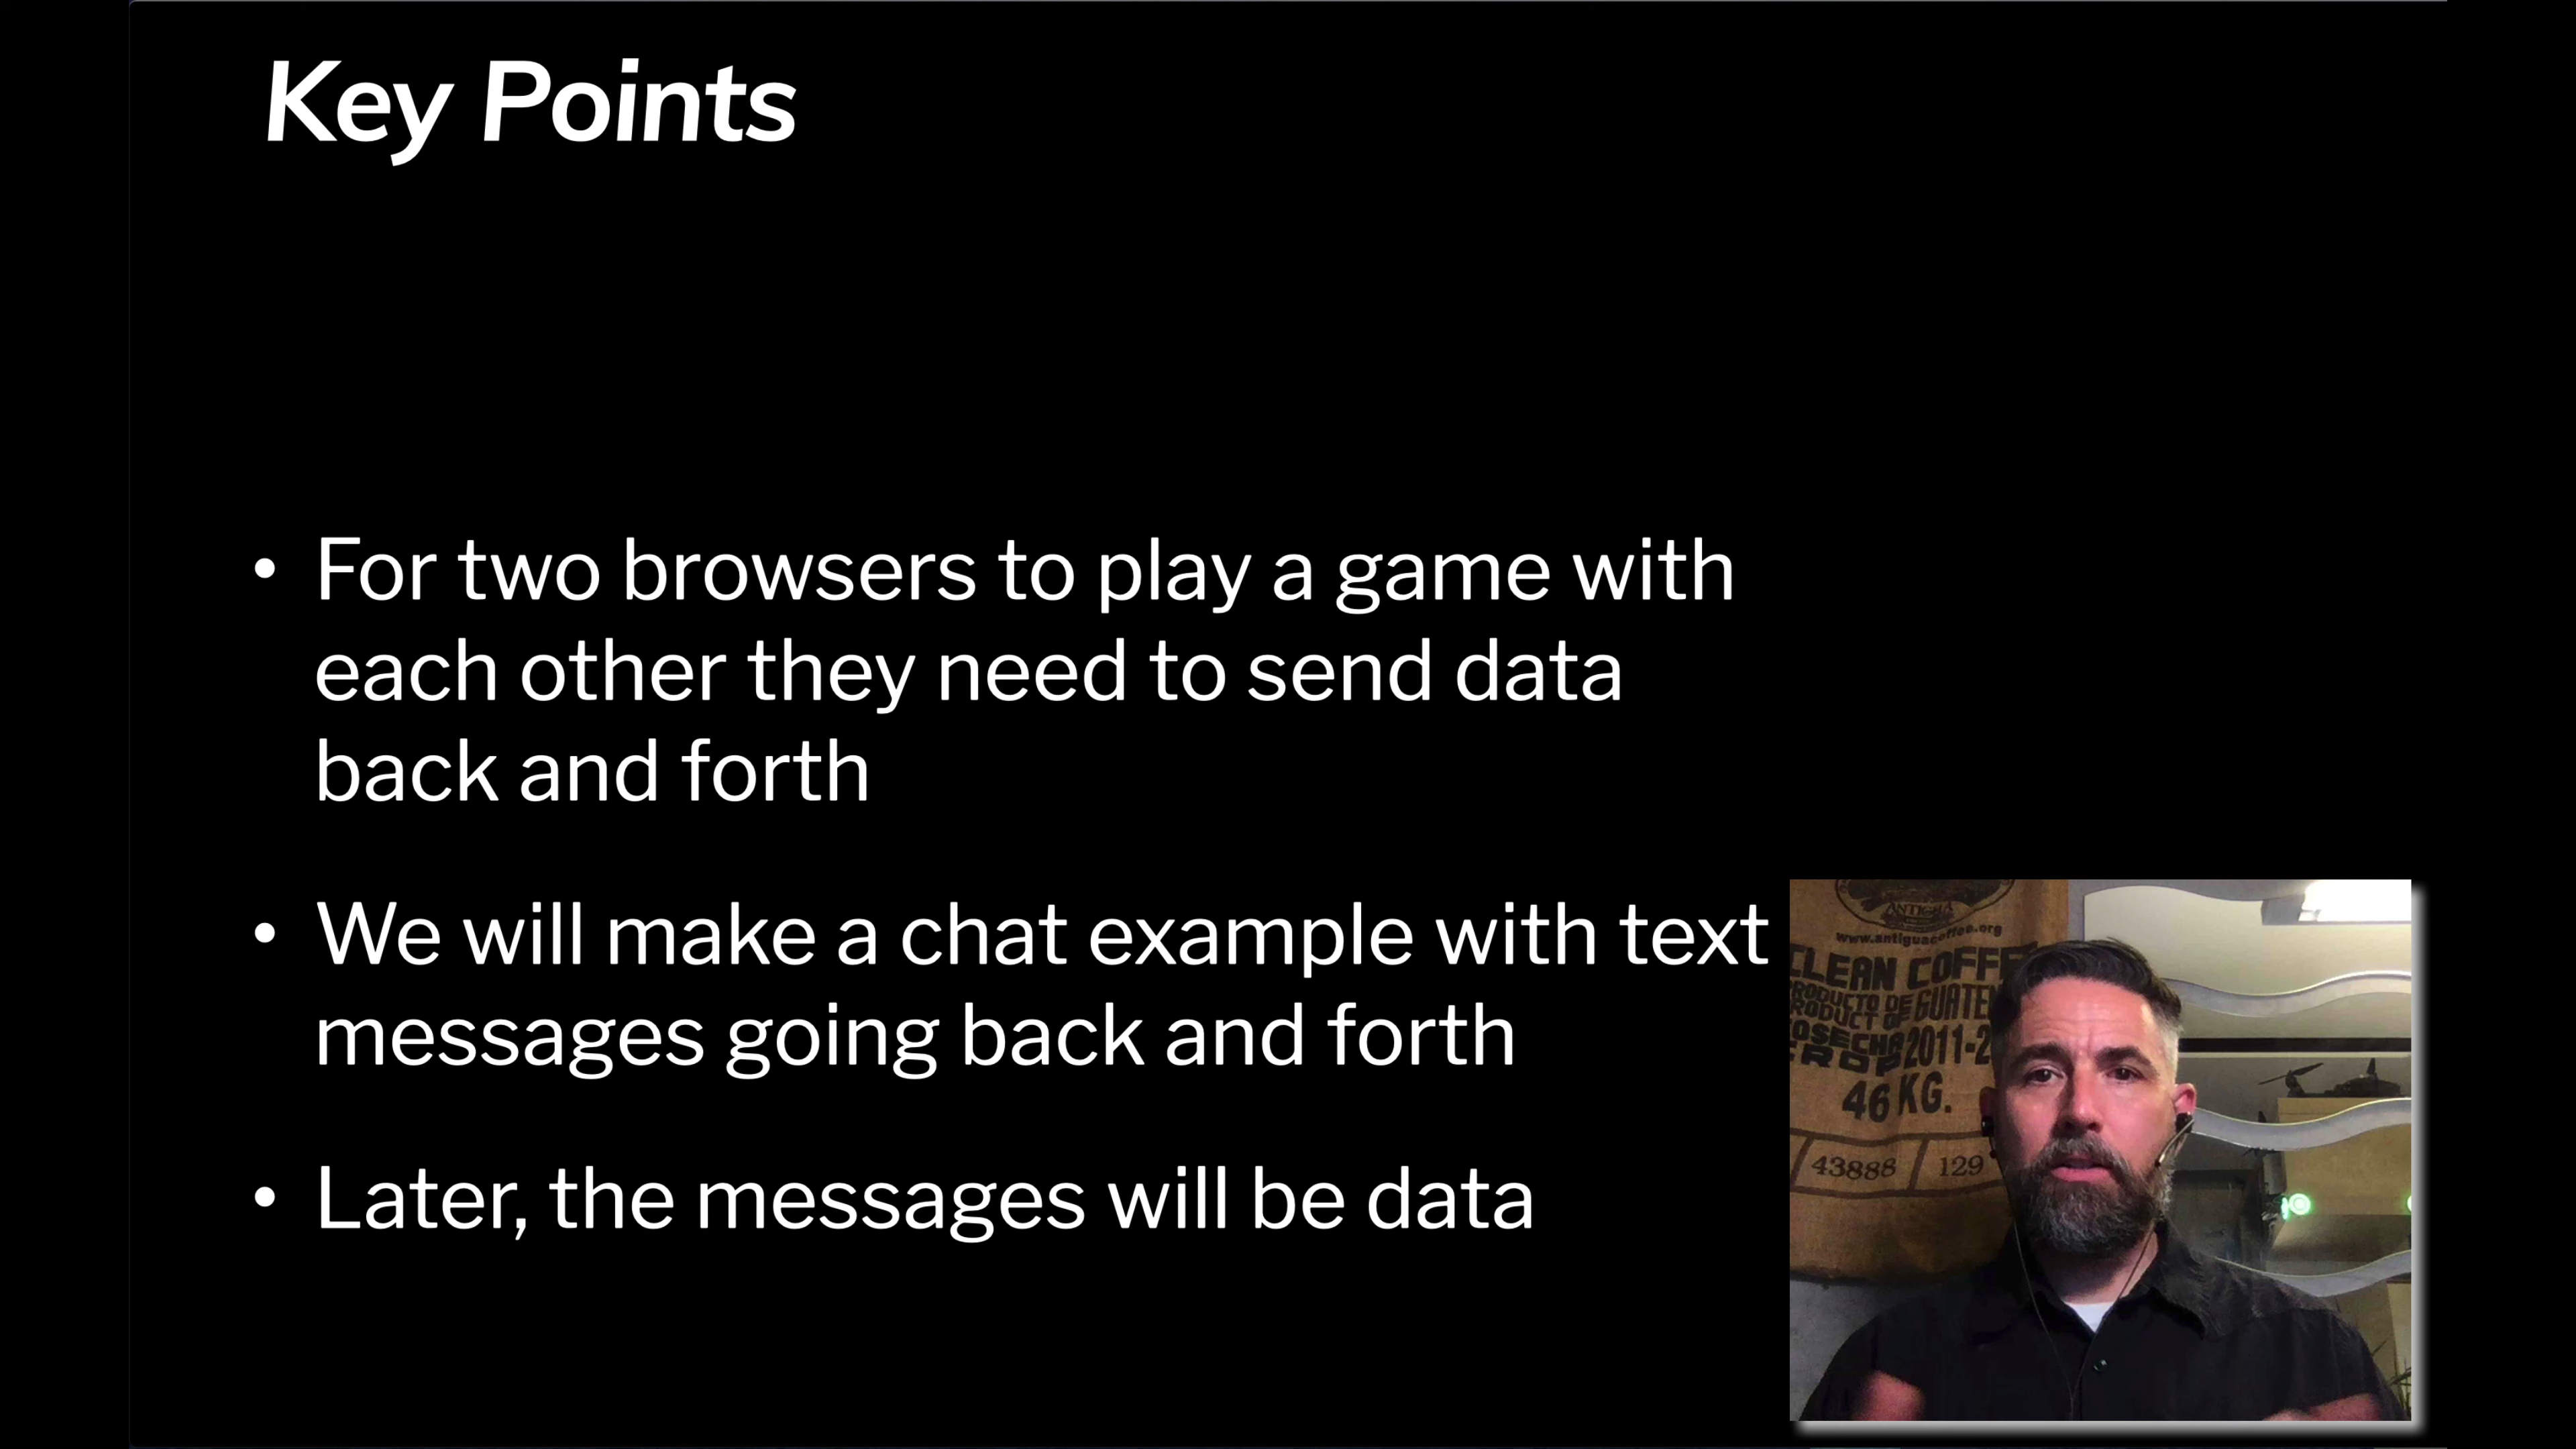 Key Points
• For two browsers to play a game with
each other they need to send data
back and forth
• We will make a chat example with text
messages going back and forth
• Later, the messages will be data
ANTIGUA
www.antiguacoffee.org
CLEAN COFFE
PRODUCTO DE
PRODUCT OF GUATE
COSECHA
CROP 2011-2
46 KG.
43888 129